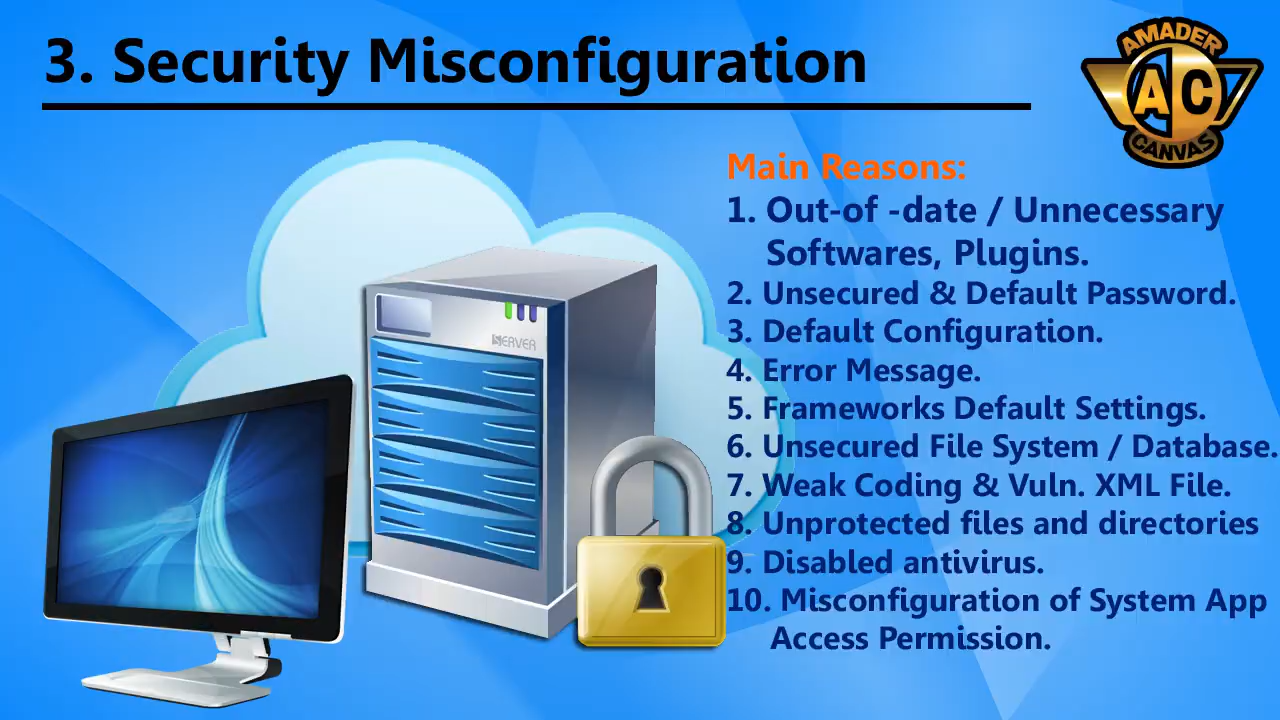 3. Security Misconfiguration
AMADER
AC
CANVAS
Main Reasons:
1. Out-of -date / Unnecessary
Softwares, Plugins.
2. Unsecured & Default Password.
3. Default Configuration.
4. Error Message.
5. Frameworks Default Settings.
6. Unsecured File System / Database.
7. Weak Coding & Vuln. XML File.
8. Unprotected files and directories
9. Disabled antivirus.
10. Misconfiguration of System App
Access Permission.
SERVER